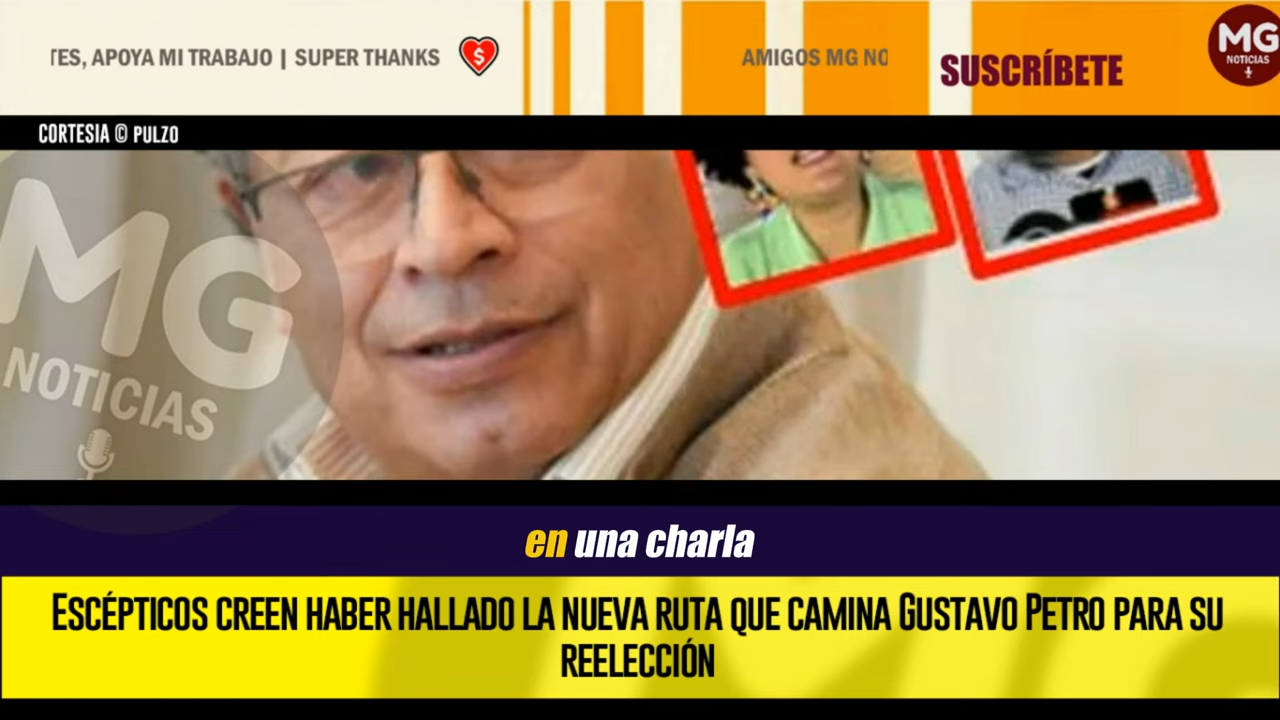 TES, APOYA MI TRABAJO | SUPER THANKS
AMIGOS MG NO
SUSCRÍBETE
MG
NOTICIAS
CORTESIA © PULZO
MG
NOTICIAS
en una charla
ESCÉPTICOS CREEN HABER HALLADO LA NUEVA RUTA QUE CAMINA GUSTAVO PETRO PARA SU
REELECCIÓN